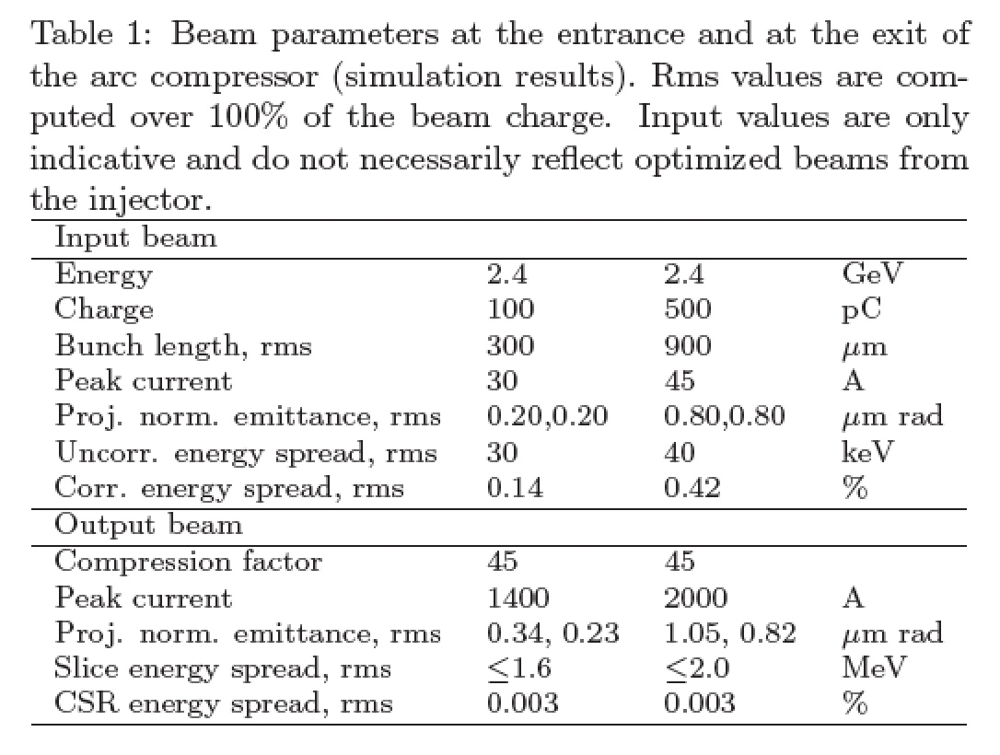 Table 1: Beam parameters at the entrance and at the exit of
the arc compressor (simulation results). Rms values are com-
puted over 100% of the beam charge. Input values are only
indicative and do not necessarily reflect optimized beams from
the injector.
Input beam
Energy 2.4 2.4 GeV
Charge 100 500 pC
Bunch length, rms 300 900 μm
Peak current 30 45 A
Proj. norm. emittance, rms 0.20,0.20 0.80,0.80 μm rad
Uncorr. energy spread, rms 30 40 keV
Corr. energy spread, rms 0.14 0.42 %
Output beam
Compression factor 45 45
Peak current 1400 2000 A
Proj. norm. emittance, rms 0.34, 0.23 1.05, 0.82 μm rad
Slice energy spread, rms ≤1.6 ≤2.0 MeV
CSR energy spread, rms 0.003 0.003 %